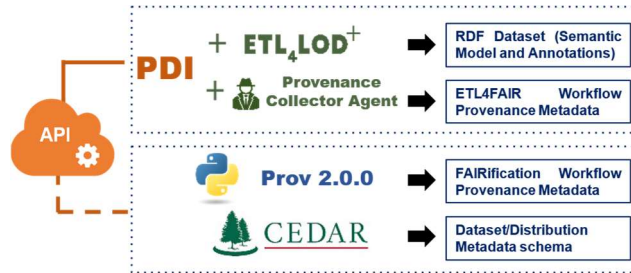 API
PDI
+ ETL4LOD+
+ Provenance
Collector Agent
RDF Dataset (Semantic
Model and Annotations)
ETL4FAIR Workflow
Provenance Metadata
Prov 2.0.0
FAIRification Workflow
Provenance Metadata
CEDAR
Dataset/Distribution
Metadata schema